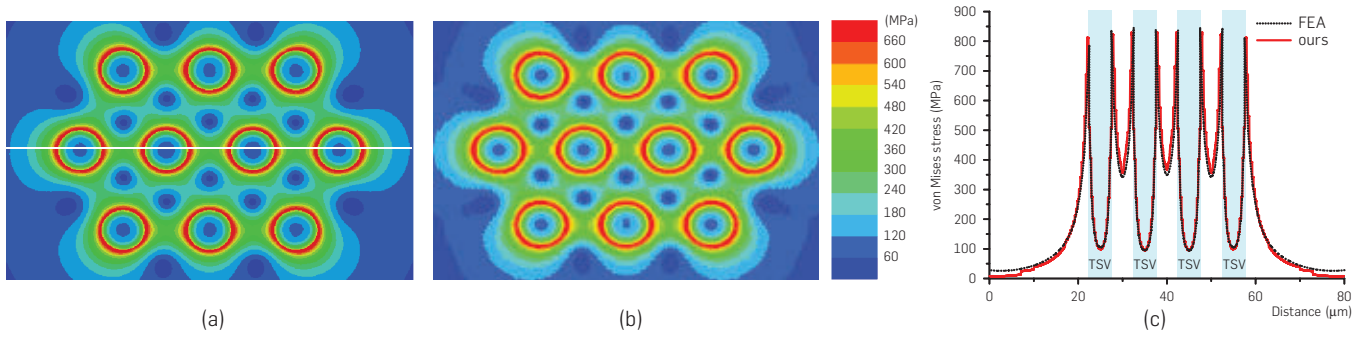 (MPa)
660
600
540
480
420
360
300
240
180
120
60
(a)
(b)
von Mises stress (MPa)
900
800
700
600
500
400
300
200
100
0
FEA
ours
TSV TSV TSV TSV
0 20 40 60 80
Distance (μm)
(c)